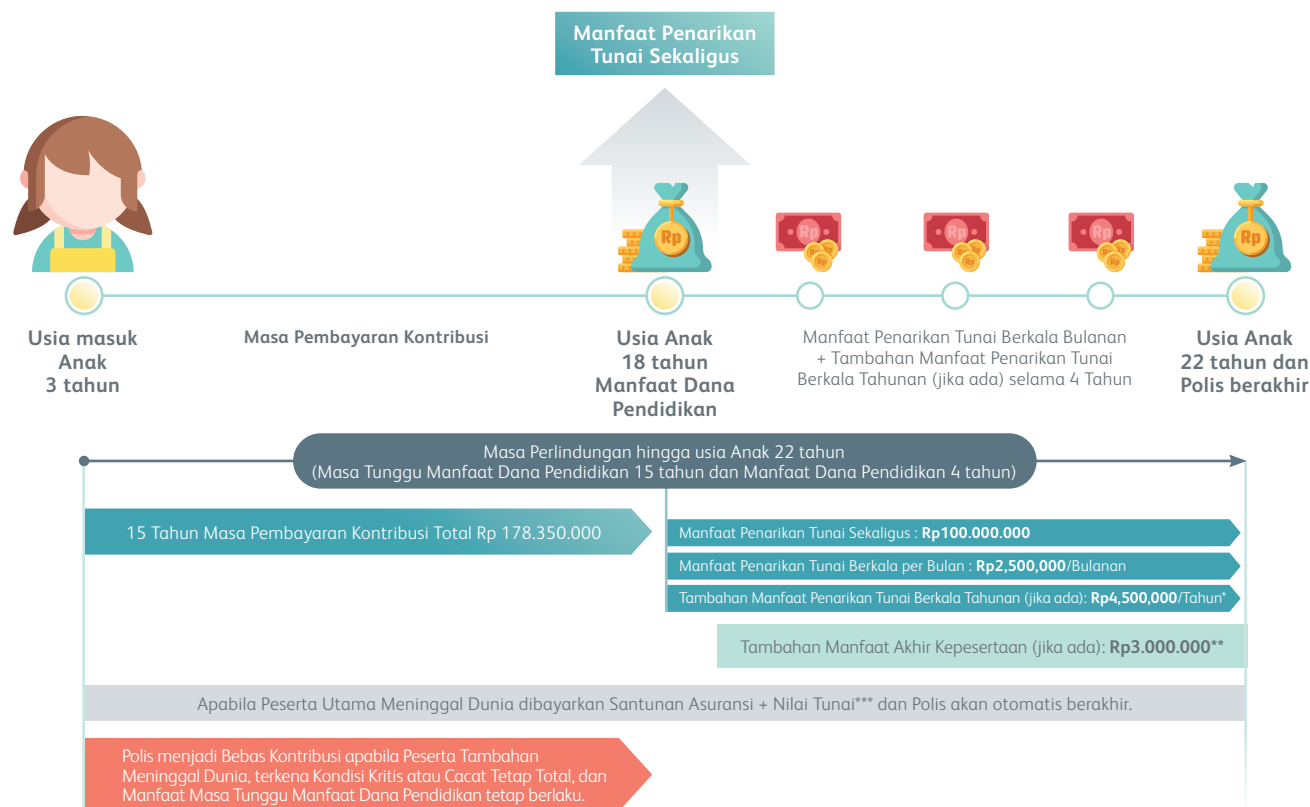 Manfaat Penarikan
Tunai Sekaligus
Rp
Rp
Rp
Rp
Rp
Usia masuk
Anak
3 tahun
Masa Pembayaran Kontribusi
Usia Anak
18 tahun
Manfaat Dana
Pendidikan
Manfaat Penarikan Tunai Berkala Bulanan
+ Tambahan Manfaat Penarikan Tunai
Berkala Tahunan (jika ada) selama 4 Tahun
Usia Anak
22 tahun dan
Polis berakhir
Masa Perlindungan hingga usia Anak 22 tahun
(Masa Tunggu Manfaat Dana Pendidikan 15 tahun dan Manfaat Dana Pendidikan 4 tahun)
15 Tahun Masa Pembayaran Kontribusi Total Rp 178.350.000
Manfaat Penarikan Tunai Sekaligus : Rp100.000.000
Manfaat Penarikan Tunai Berkala per Bulan : Rp2,500,000/Bulanan
Tambahan Manfaat Penarikan Tunai Berkala Tahunan (jika ada): Rp4,500,000/Tahun*
Tambahan Manfaat Akhir Kepesertaan (jika ada): Rp3.000.000**
Apabila Peserta Utama Meninggal Dunia dibayarkan Santunan Asuransi + Nilai Tunai*** dan Polis akan otomatis berakhir.
Polis menjadi Bebas Kontribusi apabila Peserta Tambahan
Meninggal Dunia, terkena Kondisi Kritis atau Cacat Tetap Total, dan
Manfaat Masa Tunggu Manfaat Dana Pendidikan tetap berlaku.